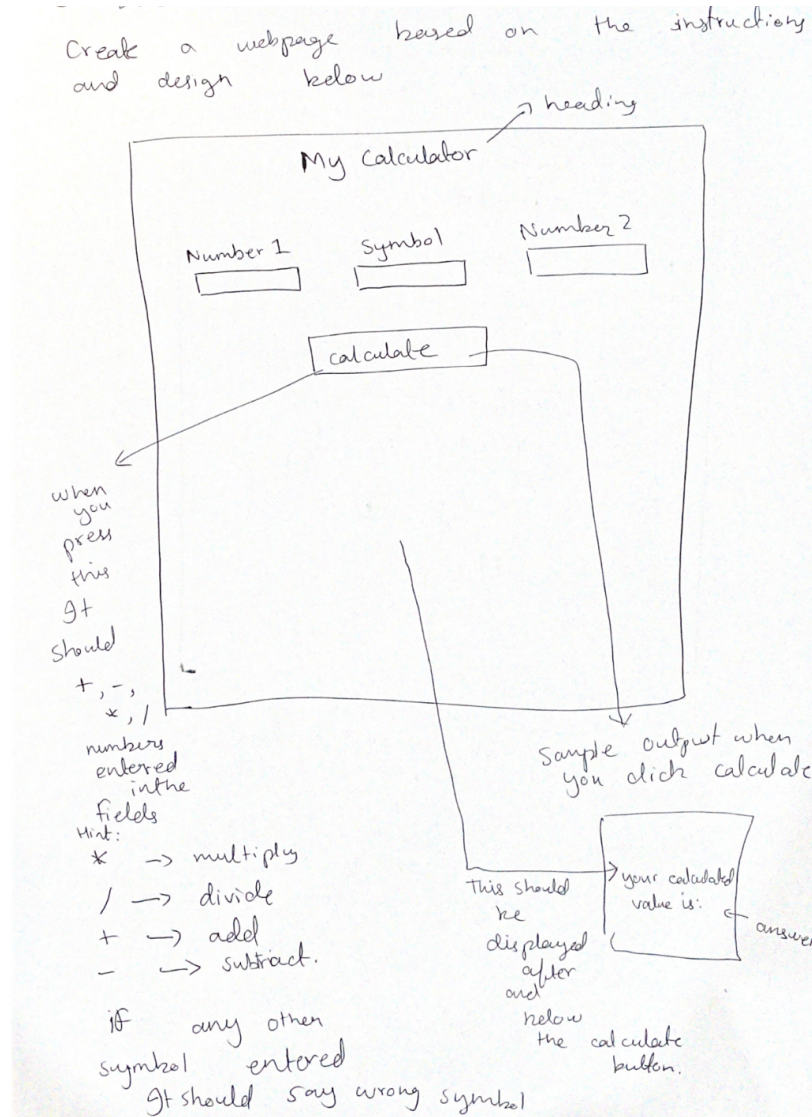 Create a webpage based on the instructions
and design below
heading
My Calculator
Number 1
Symbol
Number 2
calculate
when
you
press
this
It
should
+, -,
*, /
numbers
entered
in the
fields
Hint:
* -> multiply
/ -> divide
+ -> add
- -> subtract.
if any other
symbol entered
It should say wrong symbol
Sample output when
you click calculate
your calculated
value is:
answer
This should
be
displayed
after
and
below
the calculate
button.